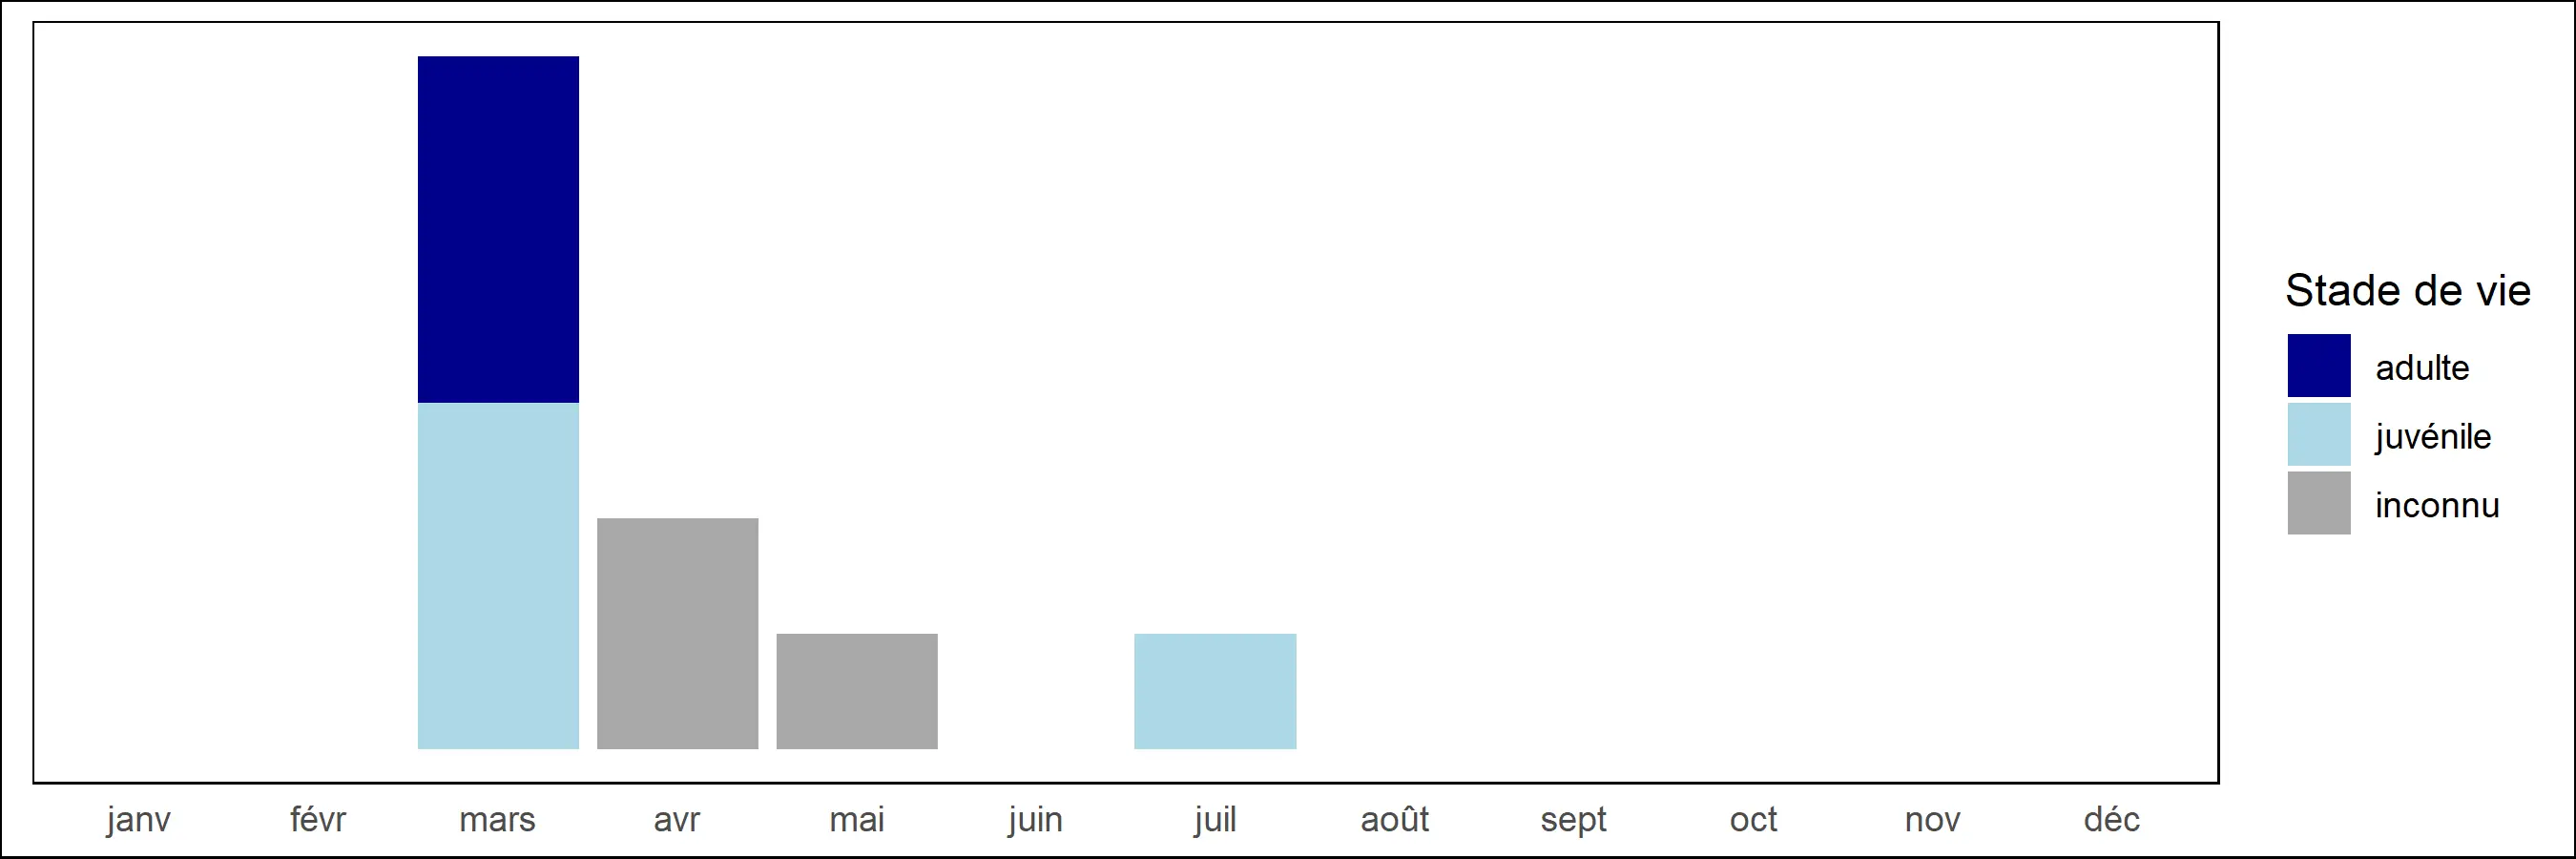 Stade de vie
adulte
juvénile
inconnu
janv févr mars avr mai juin juil août sept oct nov déc